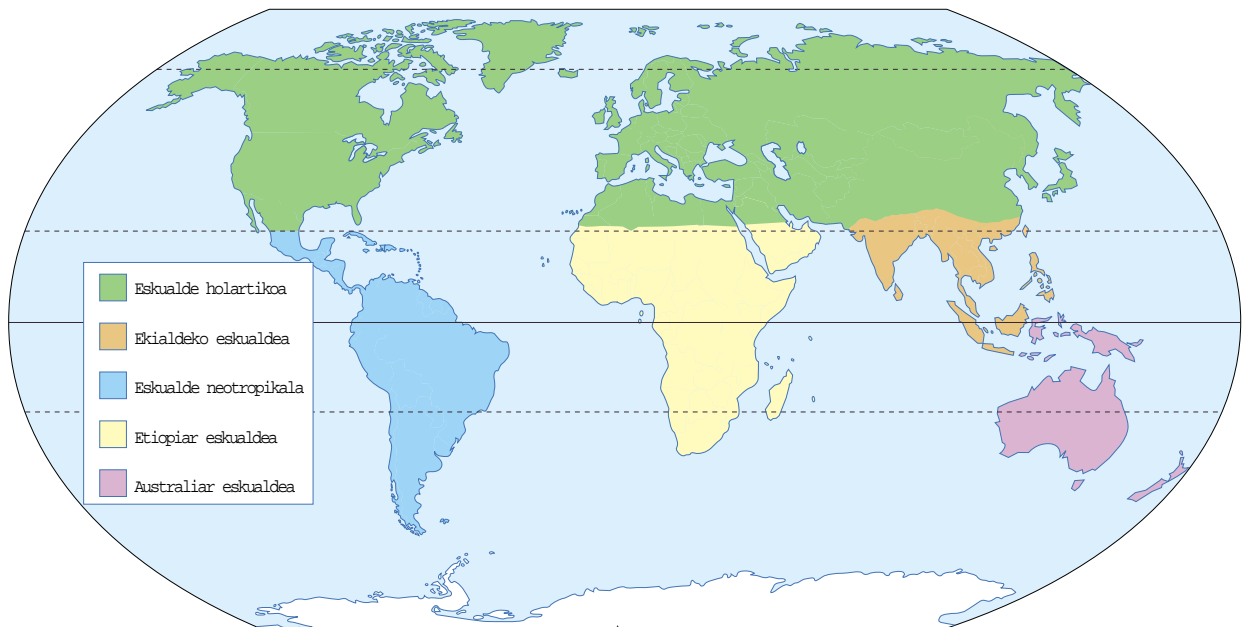 Eskualde holartikoa
Ekialdeko eskualdea
Eskualde neotropikala
Etiopiar eskualdea
Australiar eskualdea